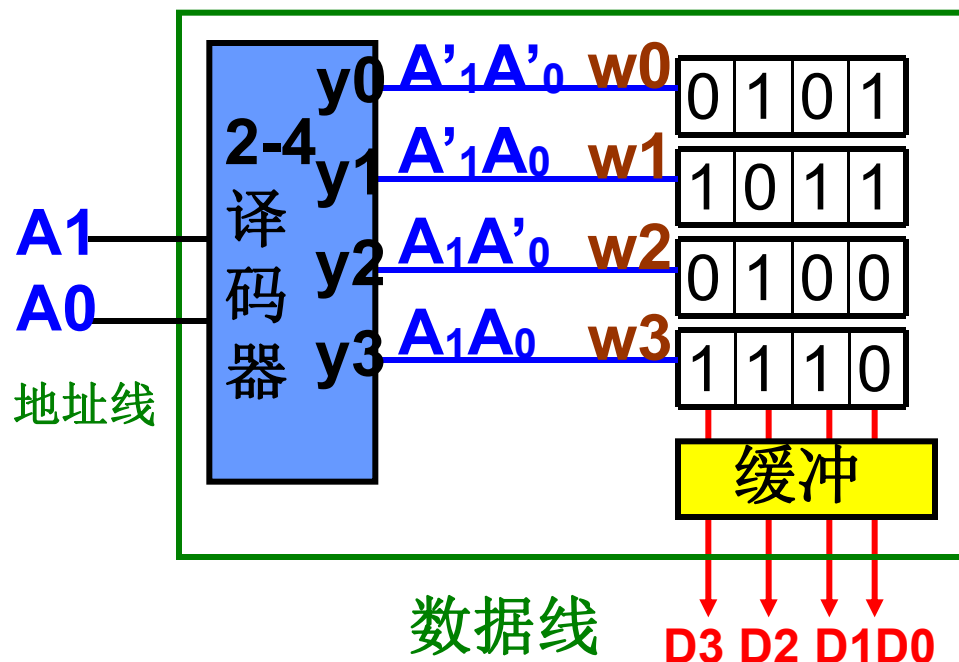 y0 A’₁A’₀ w0 0 1 0 1
2-4
y1 A’₁A₀ w1 1 0 1 1
译
A1
y2 A₁A’₀ w2 0 1 0 0
码
A0
y3 A₁A₀ w3 1 1 1 0
器
地址线
缓冲
数据线
D3 D2 D1D0